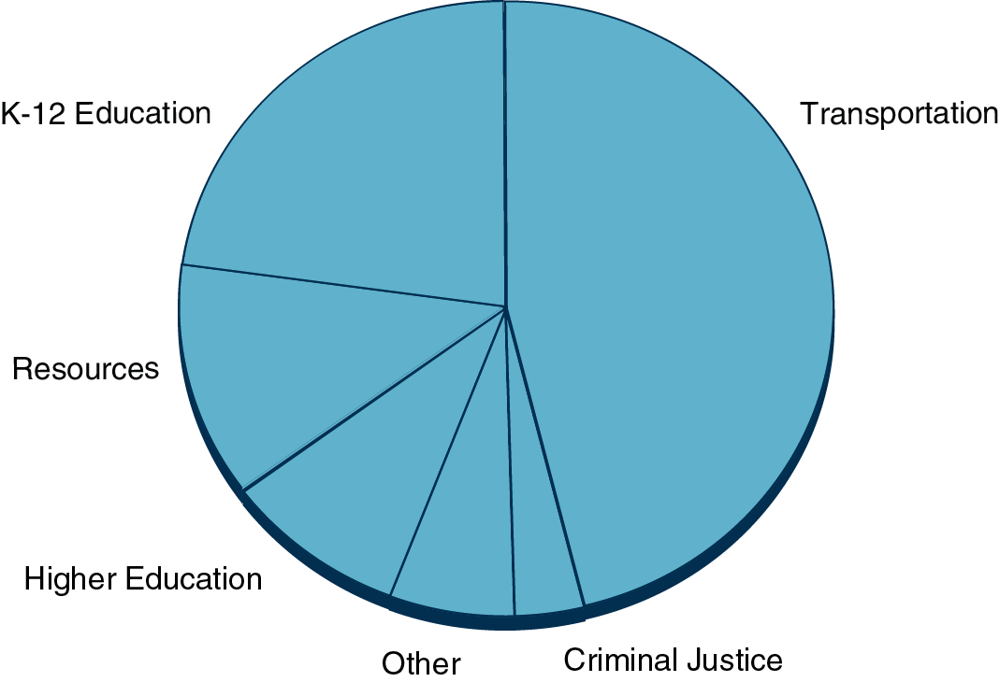 K-12 Education
Transportation
Resources
Higher Education
Other
Criminal Justice